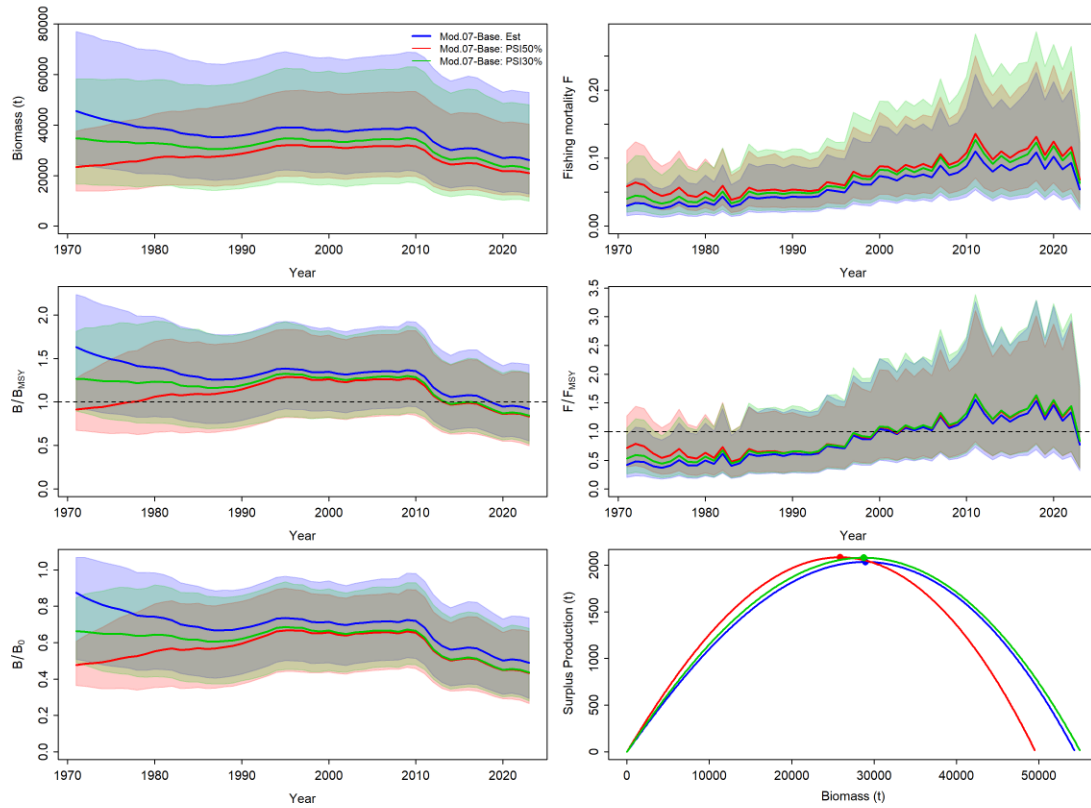 80000
60000
40000
20000
0
Biomass (t)
Mod.07-Base. Est
Mod.07-Base: PSI50%
Mod.07-Base: PSI30%
1970 1980 1990 2000 2010 2020
Year
0.20
0.10
0.00
Fishing mortality F
1970 1980 1990 2000 2010 2020
Year
2.0
1.5
1.0
0.5
0.0
B/BMSY
1970 1980 1990 2000 2010 2020
Year
3.5
3.0
2.5
2.0
1.5
1.0
0.5
0.0
F/FMSY
1970 1980 1990 2000 2010 2020
Year
1.0
0.8
0.6
0.4
0.2
0.0
B/B0
1970 1980 1990 2000 2010 2020
Year
2000
1500
1000
500
0
Surplus Production (t)
0 10000 20000 30000 40000 50000
Biomass (t)